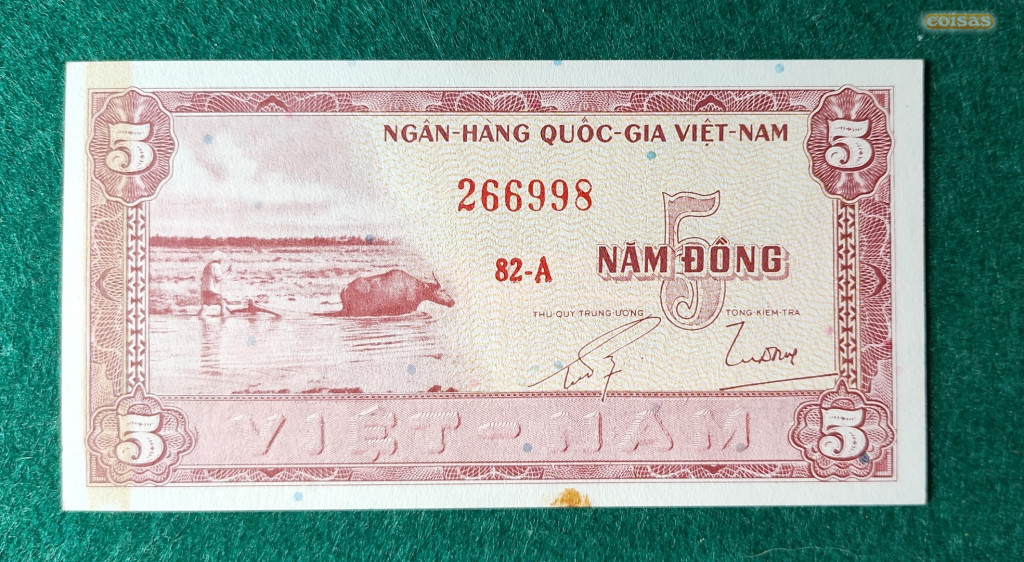 coisas
5 5
NGÂN-HÀNG QUỐC-GIA VIỆT-NAM
266998
5
82-A NĂM ĐỒNG
THỦ-QUỸ TRUNG-ƯƠNG TỔNG-KIỂM-TRA
VIỆT-NAM
5 5